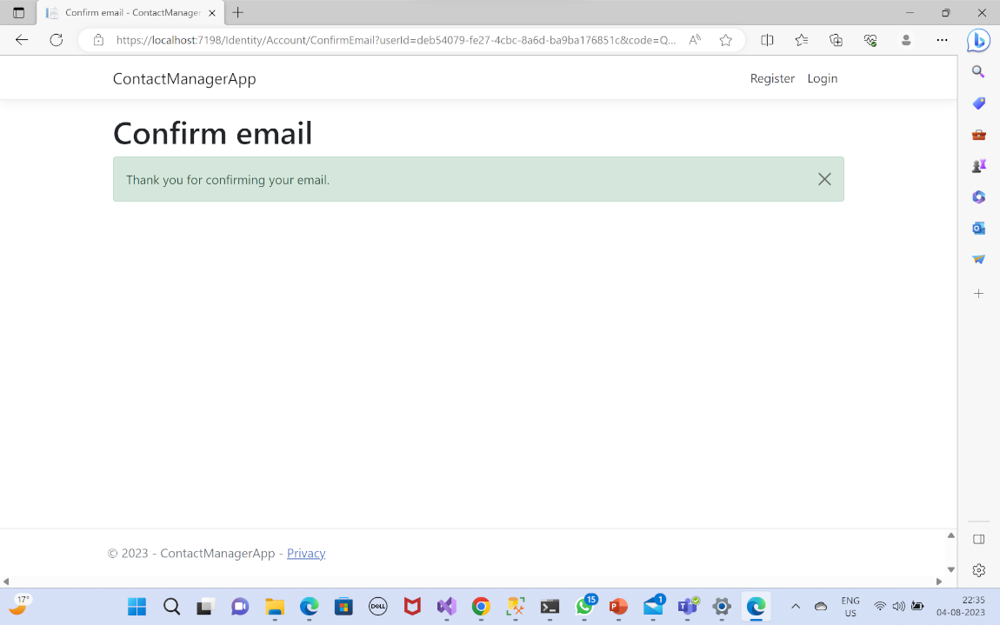 Confirm email - ContactManager
https://localhost:7198/Identity/Account/ConfirmEmail?userId=deb54079-fe27-4cbc-8a6d-ba9ba176851c&code=Q...
ContactManagerApp
Register Login
Confirm email
Thank you for confirming your email.
© 2023 - ContactManagerApp - Privacy
17°
DELL
15
1
ENG
US
22:35
04-08-2023